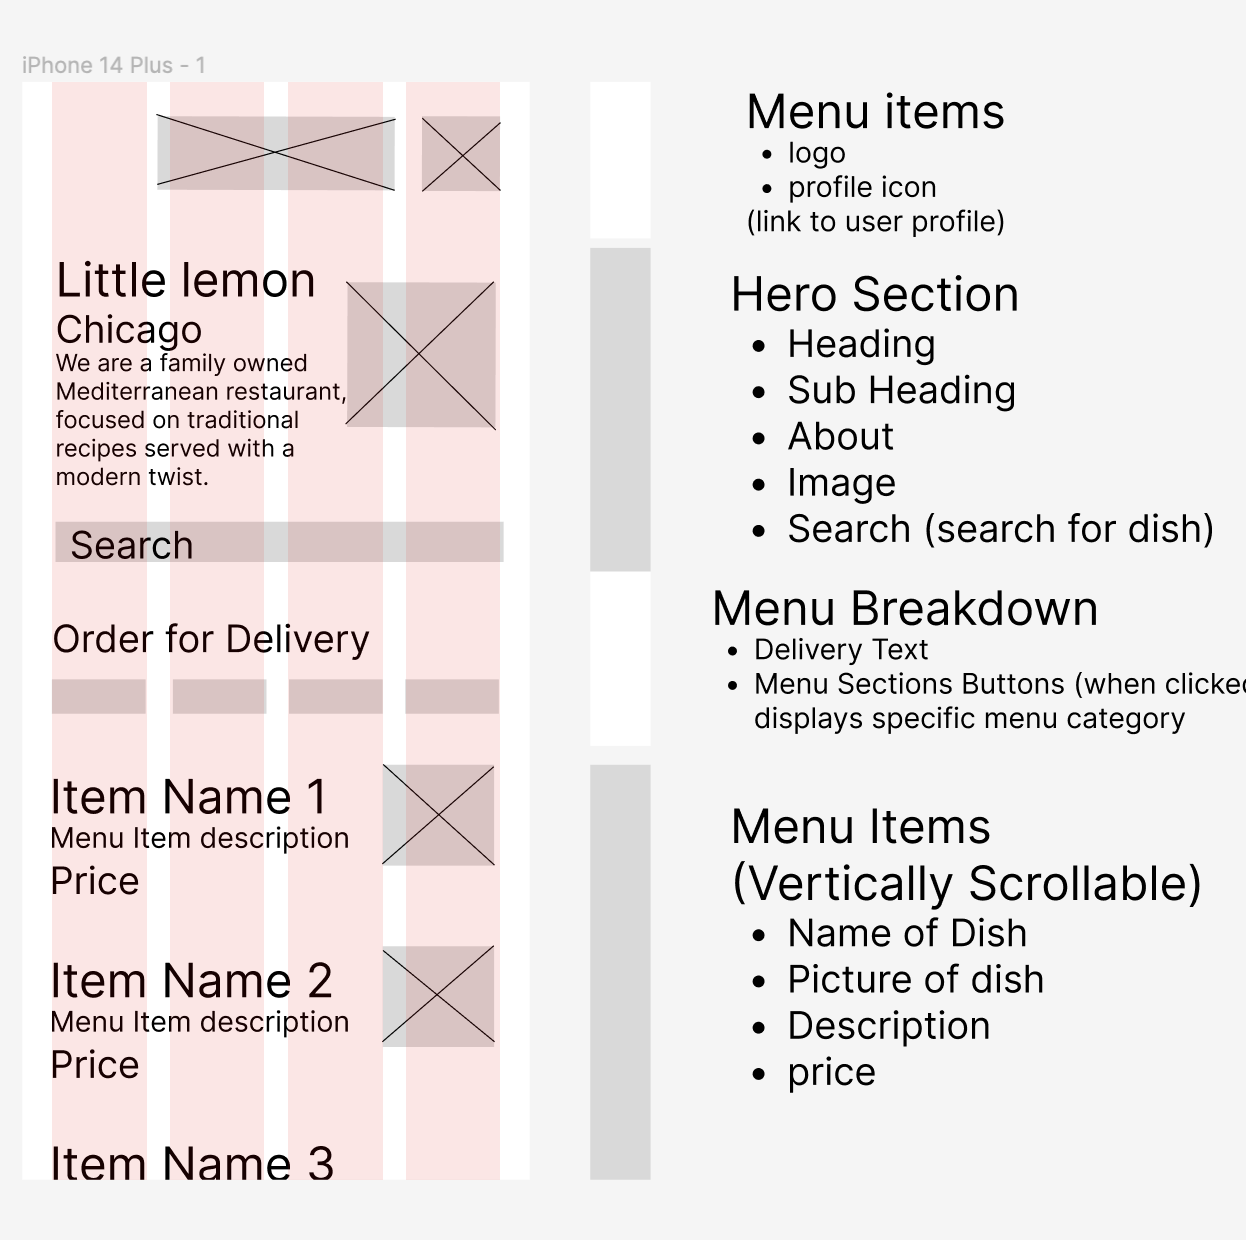 iPhone 14 Plus - 1
Little lemon
Chicago
We are a family owned
Mediterranean restaurant,
focused on traditional
recipes served with a
modern twist.
Search
Order for Delivery
Item Name 1
Menu Item description
Price
Item Name 2
Menu Item description
Price
Item Name 3
Menu items
• logo
• profile icon
(link to user profile)
Hero Section
• Heading
• Sub Heading
• About
• Image
• Search (search for dish)
Menu Breakdown
• Delivery Text
• Menu Sections Buttons (when clicked
displays specific menu category
Menu Items
(Vertically Scrollable)
• Name of Dish
• Picture of dish
• Description
• price